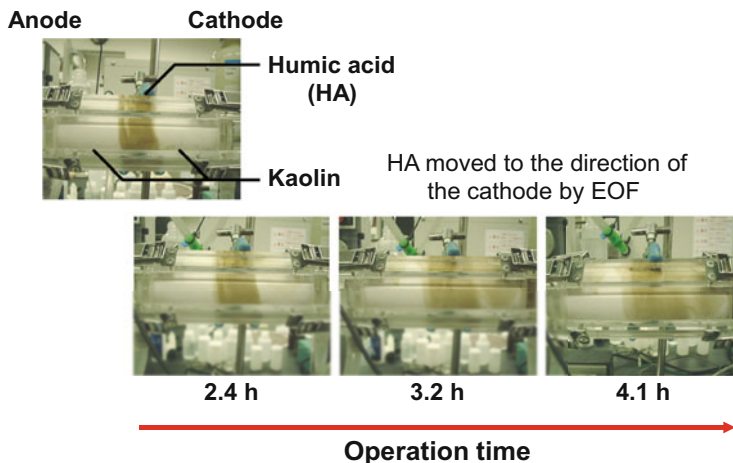 Anode Cathode
Humic acid
(HA)
Kaolin
HA moved to the direction of
the cathode by EOF
2.4 h 3.2 h 4.1 h
Operation time